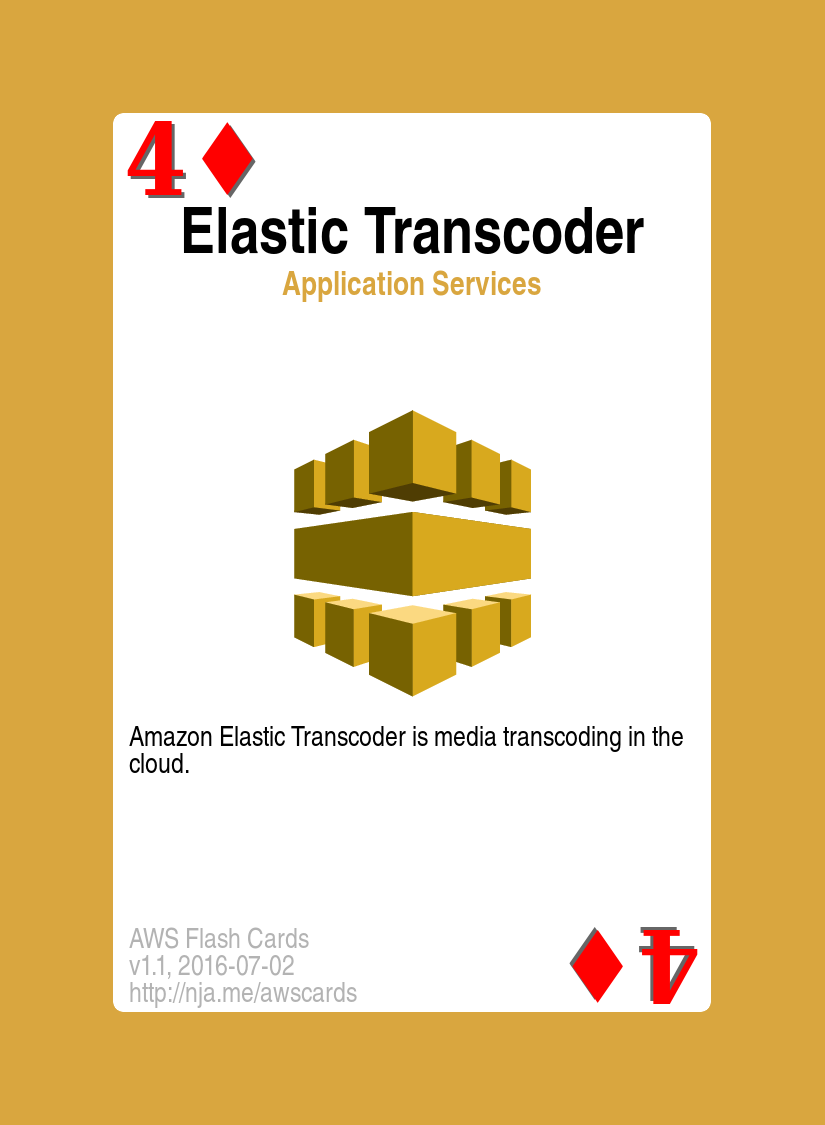 4♦
Elastic Transcoder
Application Services
Amazon Elastic Transcoder is media transcoding in the
cloud.
AWS Flash Cards
v1.1, 2016-07-02
http://nja.me/awscards
4♦